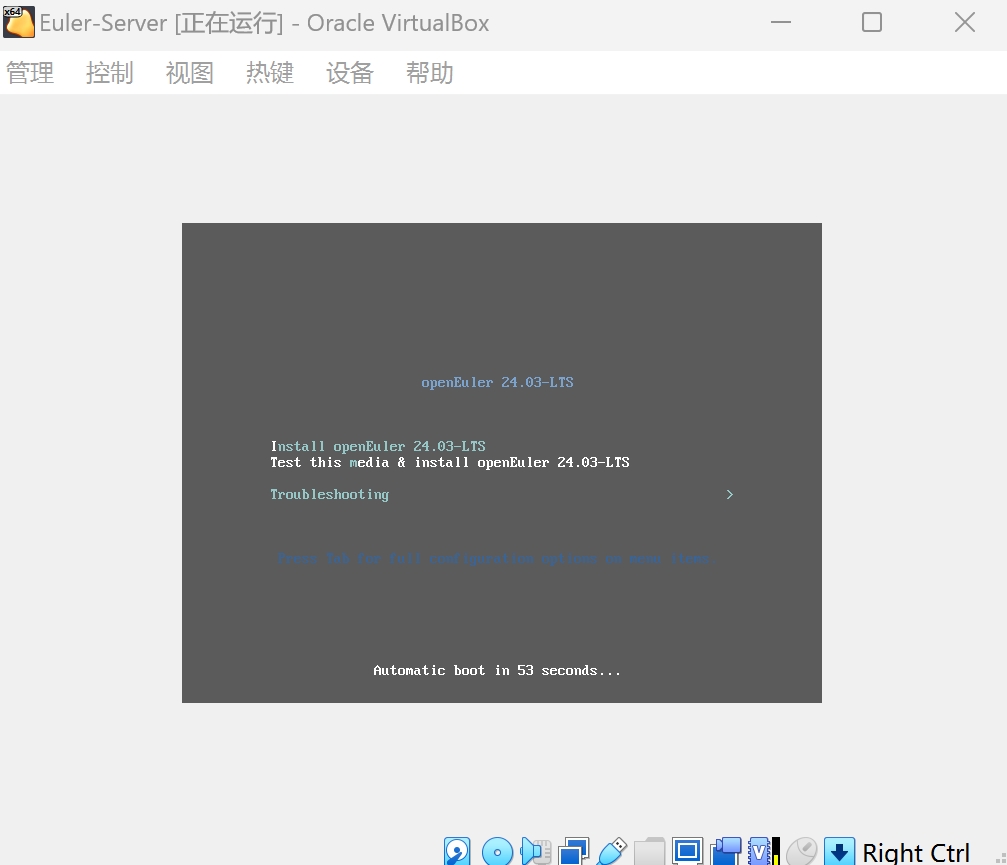 x64
Euler-Server [正在运行] - Oracle VirtualBox
管理 控制 视图 热键 设备 帮助
openEuler 24.03-LTS
Install openEuler 24.03-LTS
Test this media & install openEuler 24.03-LTS
Troubleshooting >
Press Tab for full configuration options on menu items.
Automatic boot in 53 seconds...
V
Right Ctrl